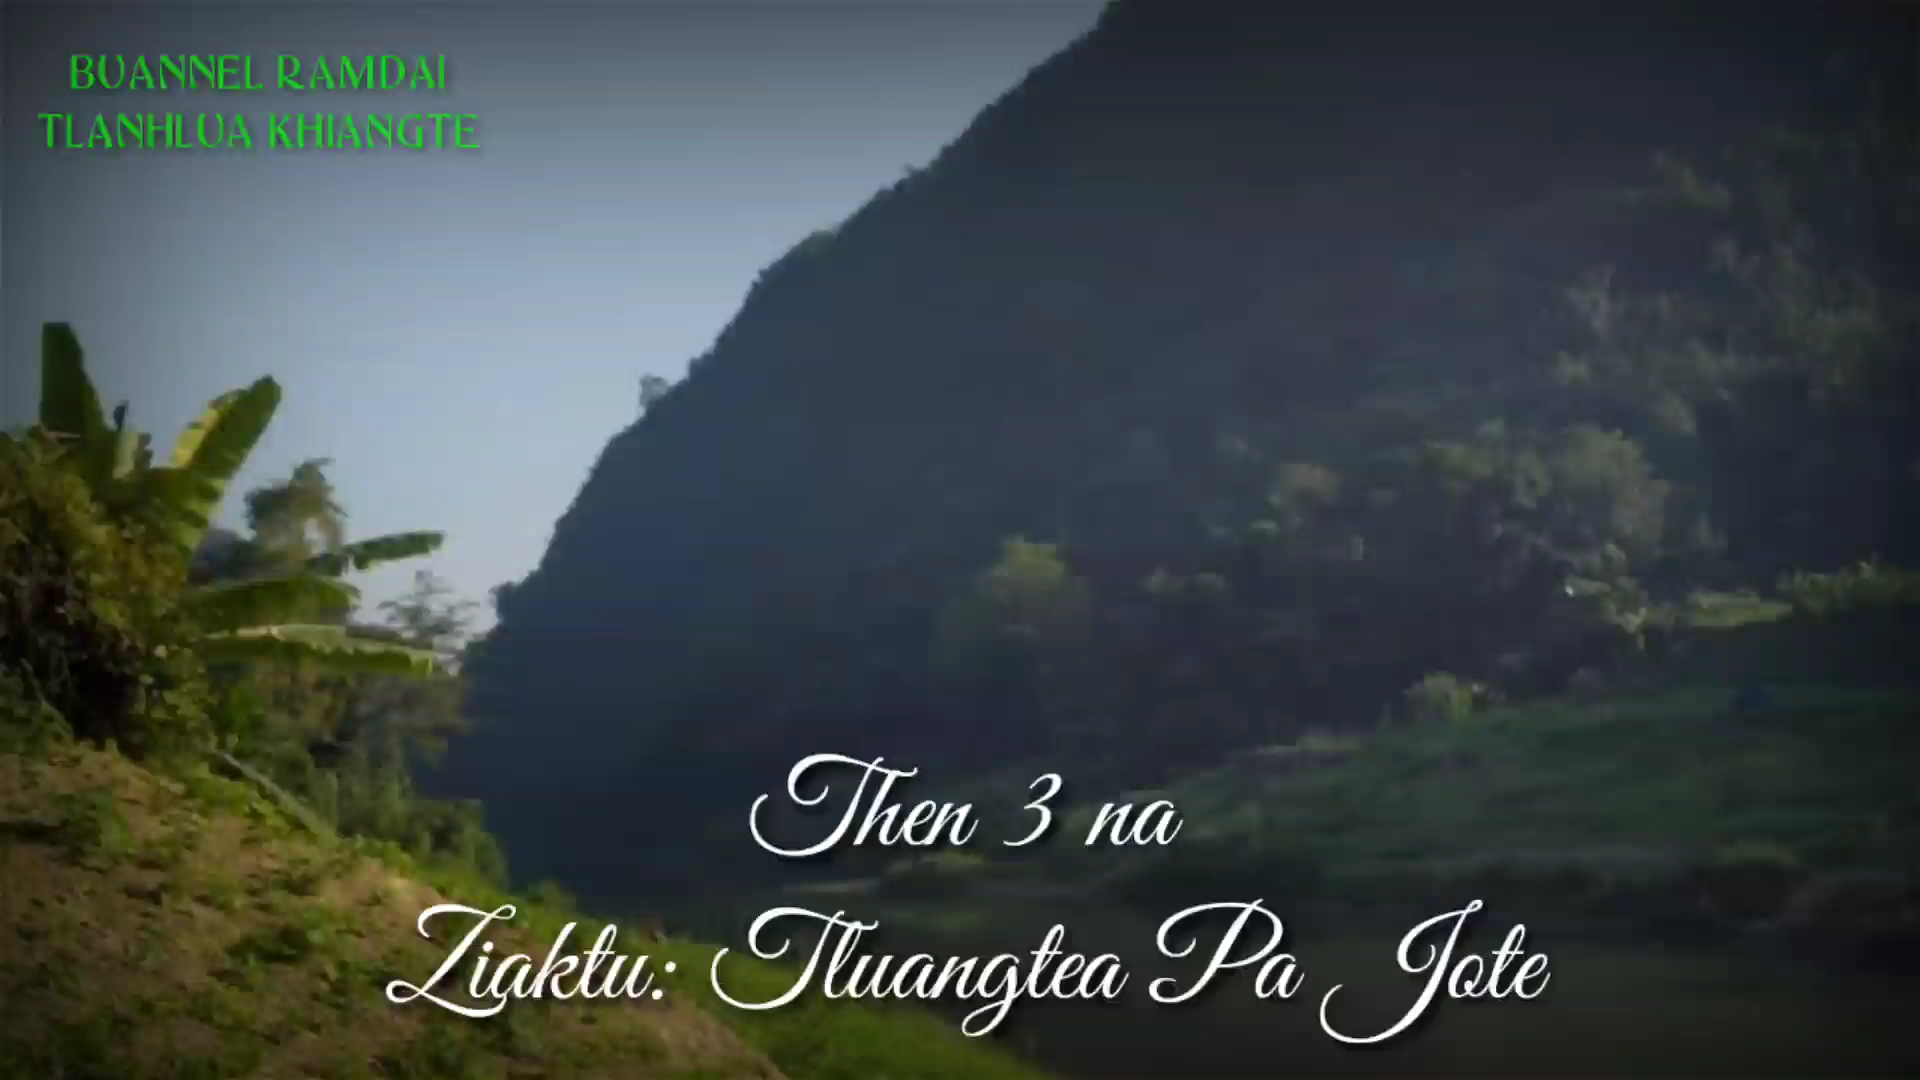 BUANNEL RAMDAI
TLANHLUA KHIANGTE
Then 3 na
Ziaktu: Tluangtea Pa Jote